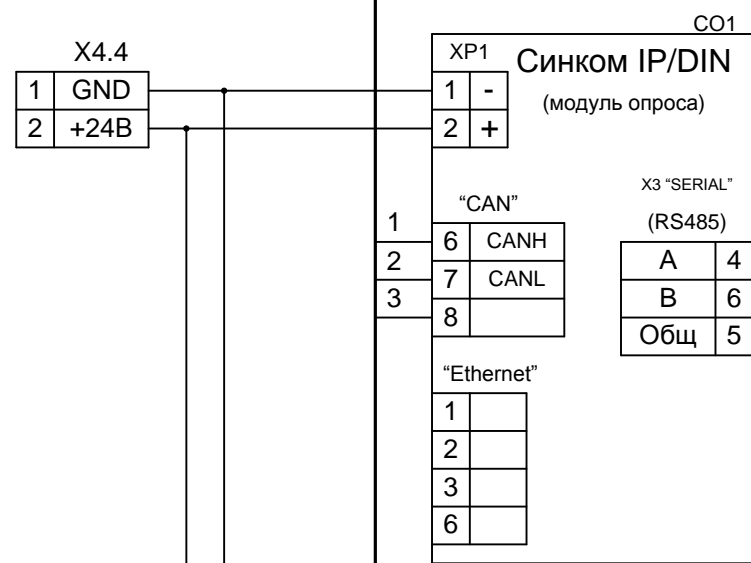 CO1
X4.4
1 GND
2 +24В
XP1
1 -
2 +
Синком IP/DIN
(модуль опроса)
“CAN”
1
2
3
6 CANH
7 CANL
8
X3 “SERIAL”
(RS485)
A 4
B 6
Общ 5
“Ethernet”
1
2
3
6